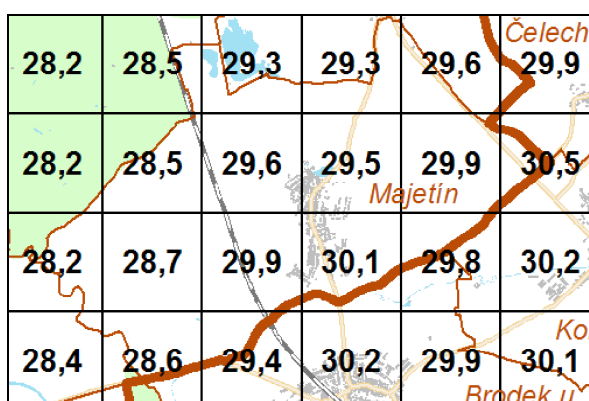 Čelech
28,2 28,5 29,3 29,3 29,6 29,9
28,2 28,5 29,6 29,5 29,9 30,5
Majetín
28,2 28,7 29,9 30,1 29,8 30,2
Ko
28,4 28,6 29,4 30,2 29,9 30,1
Brodek u